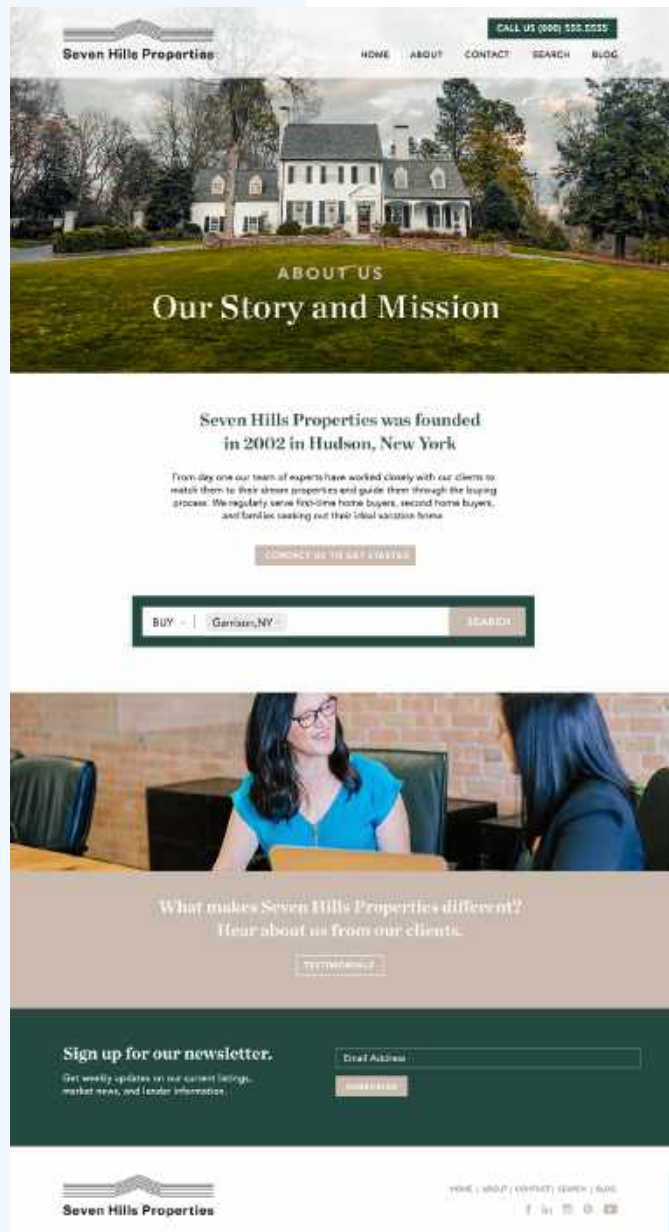 CALL US (000) 555.5555
Seven Hills Properties
HOME ABOUT CONTACT SEARCH BLOG
ABOUT US
Our Story and Mission
Seven Hills Properties was founded
in 2002 in Hudson, New York
From day one our team of experts have worked closely with our clients to
match them to their dream properties and guide them through the buying
process. We regularly serve first-time home buyers, second home buyers,
and families seeking out their ideal vacation home.
CONTACT US TO GET STARTED
BUY Garrison, NY SEARCH
What makes Seven Hills Properties different?
Hear about us from our clients.
TESTIMONIALS
Sign up for our newsletter.
Get weekly updates on our current listings,
market news, and lender information.
Email Address
SUBSCRIBE
Seven Hills Properties
HOME | ABOUT | CONTACT | SEARCH | BLOG